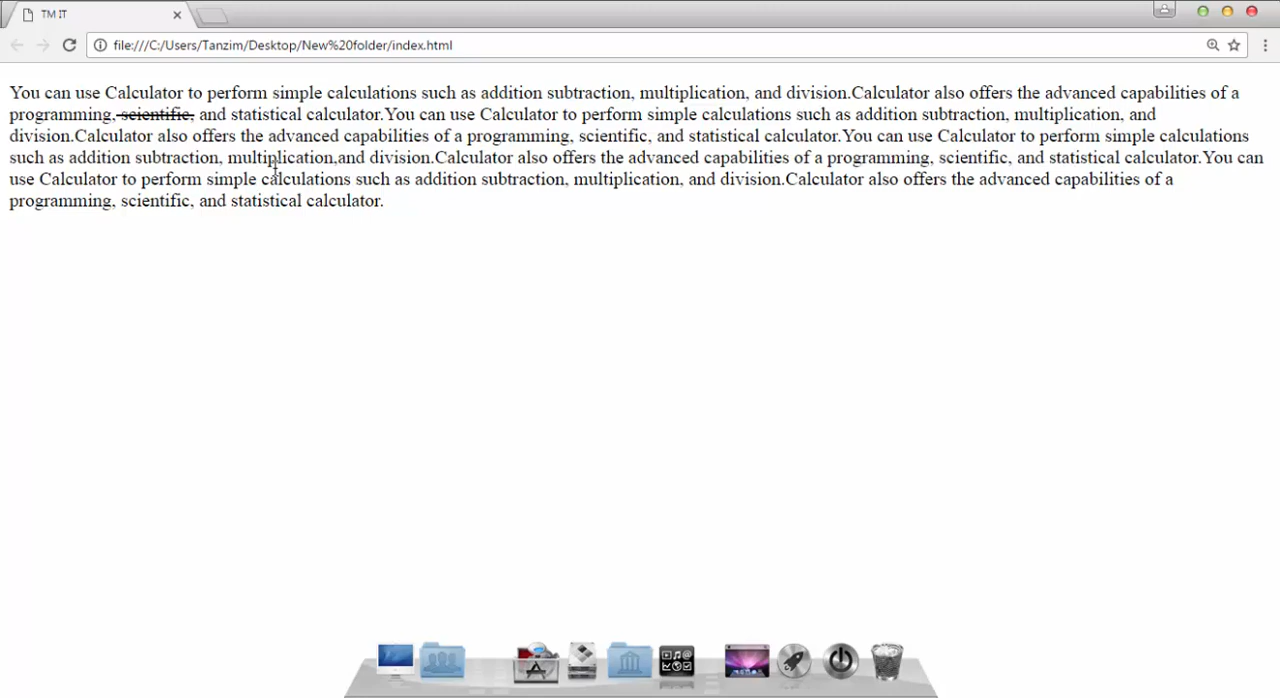 TM IT
file:///C:/Users/Tanzim/Desktop/New%20folder/index.html
You can use Calculator to perform simple calculations such as addition subtraction, multiplication, and division.Calculator also offers the advanced capabilities of a
programming, scientific, and statistical calculator.You can use Calculator to perform simple calculations such as addition subtraction, multiplication, and
division.Calculator also offers the advanced capabilities of a programming, scientific, and statistical calculator.You can use Calculator to perform simple calculations
such as addition subtraction, multiplication,and division.Calculator also offers the advanced capabilities of a programming, scientific, and statistical calculator.You can
use Calculator to perform simple calculations such as addition subtraction, multiplication, and division.Calculator also offers the advanced capabilities of a
programming, scientific, and statistical calculator.